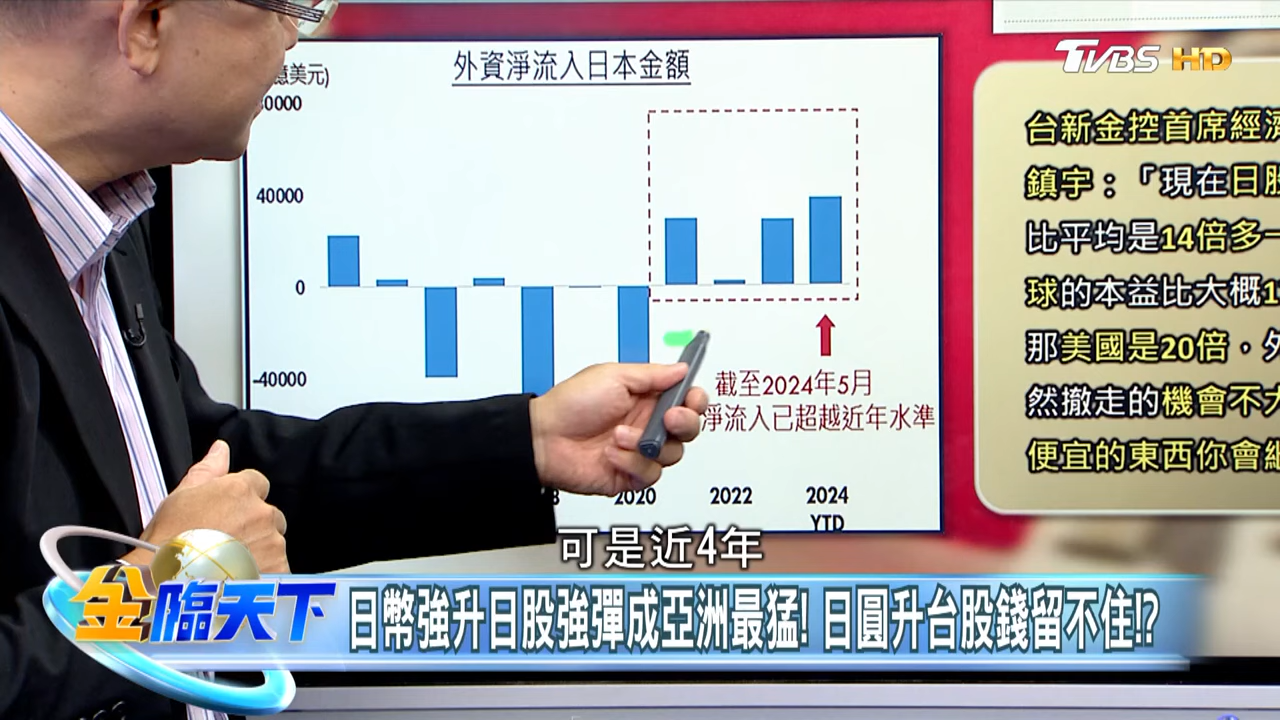 外資淨流入日本金額
億美元)
0000
40000
0
-40000
截至2024年5月
淨流入已超越近年水準
2020
2022
2024
YTD
TVBS HD
台新金控首席經濟
鎮宇：「現在日股
比平均是14倍多一
球的本益比大概1
那美國是20倍，外
然撤走的機會不大
便宜的東西你會繼
可是近4年
金臨天下
日幣強升日股強彈成亞洲最猛! 日圓升台股錢留不住!?